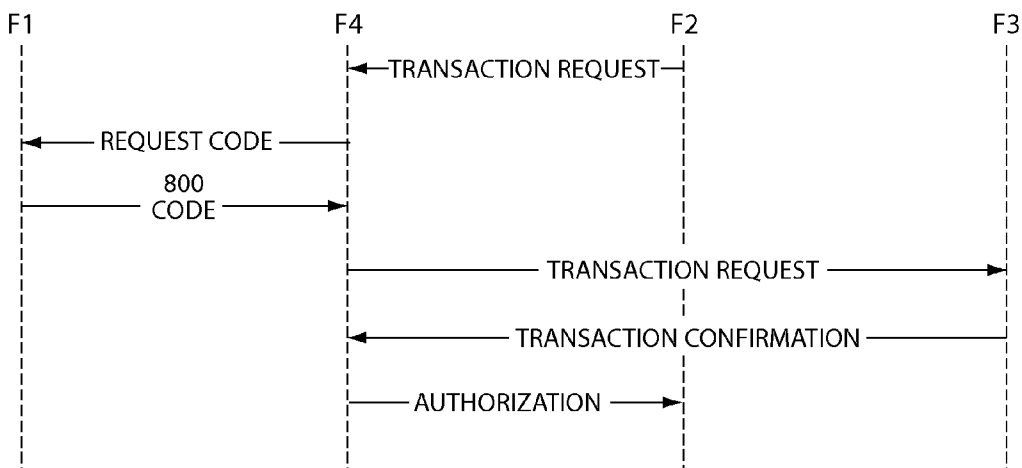 F1 F4 F2 F3
TRANSACTION REQUEST
REQUEST CODE
800
CODE
TRANSACTION REQUEST
TRANSACTION CONFIRMATION
AUTHORIZATION